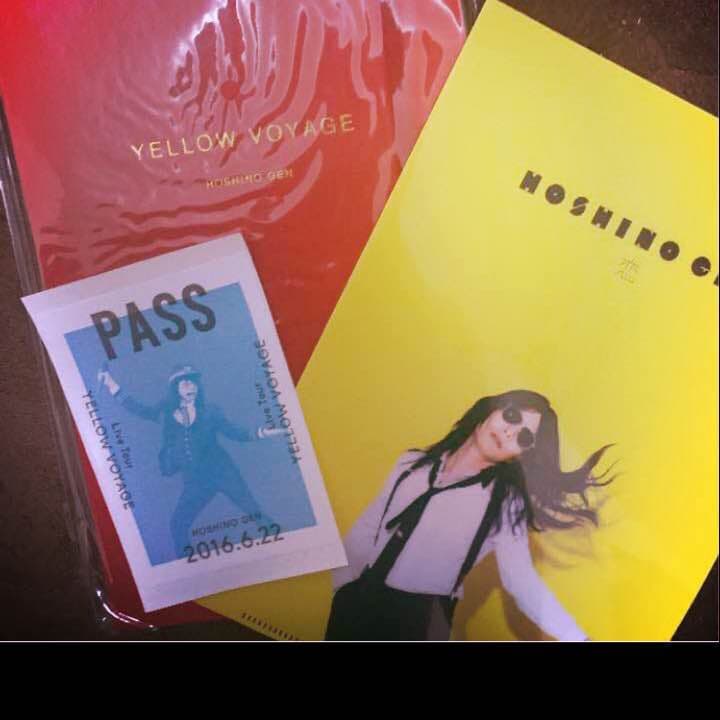 YELLOW VOYAGE
HOSHINO GEN
HOSHINO G
恋
PASS
Live Tour
YELLOW VOYAGE
Live Tour
YELLOW VOYAGE
HOSHINO GEN
2016.6.22